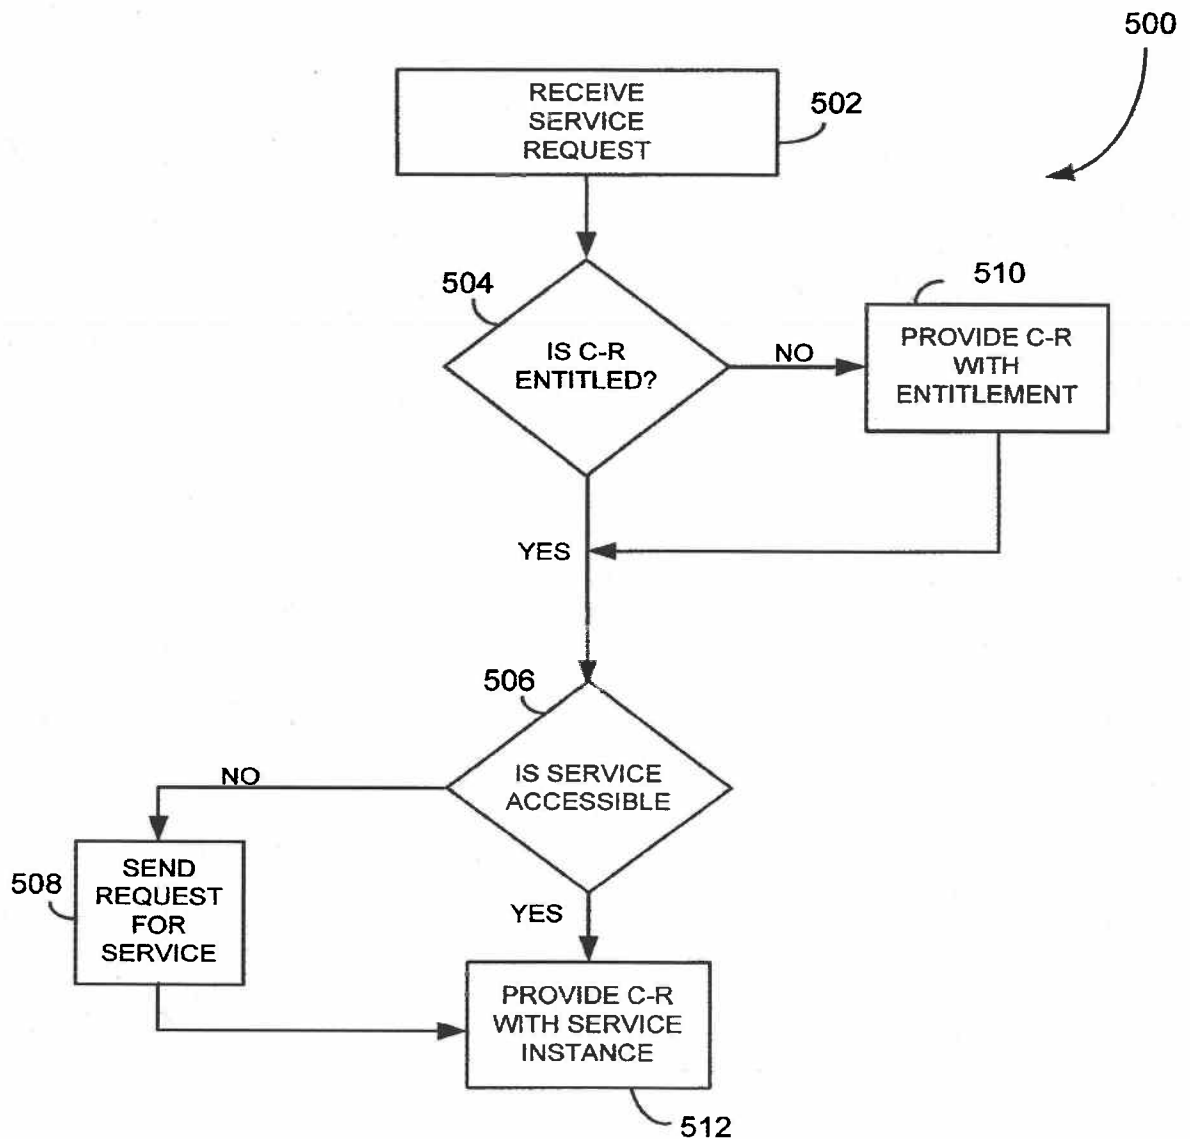 500
RECEIVE
SERVICE
REQUEST
502
504
IS C-R
ENTITLED?
NO
510
PROVIDE C-R
WITH
ENTITLEMENT
YES
506
IS SERVICE
ACCESSIBLE
NO
508
SEND
REQUEST
FOR
SERVICE
YES
PROVIDE C-R
WITH SERVICE
INSTANCE
512